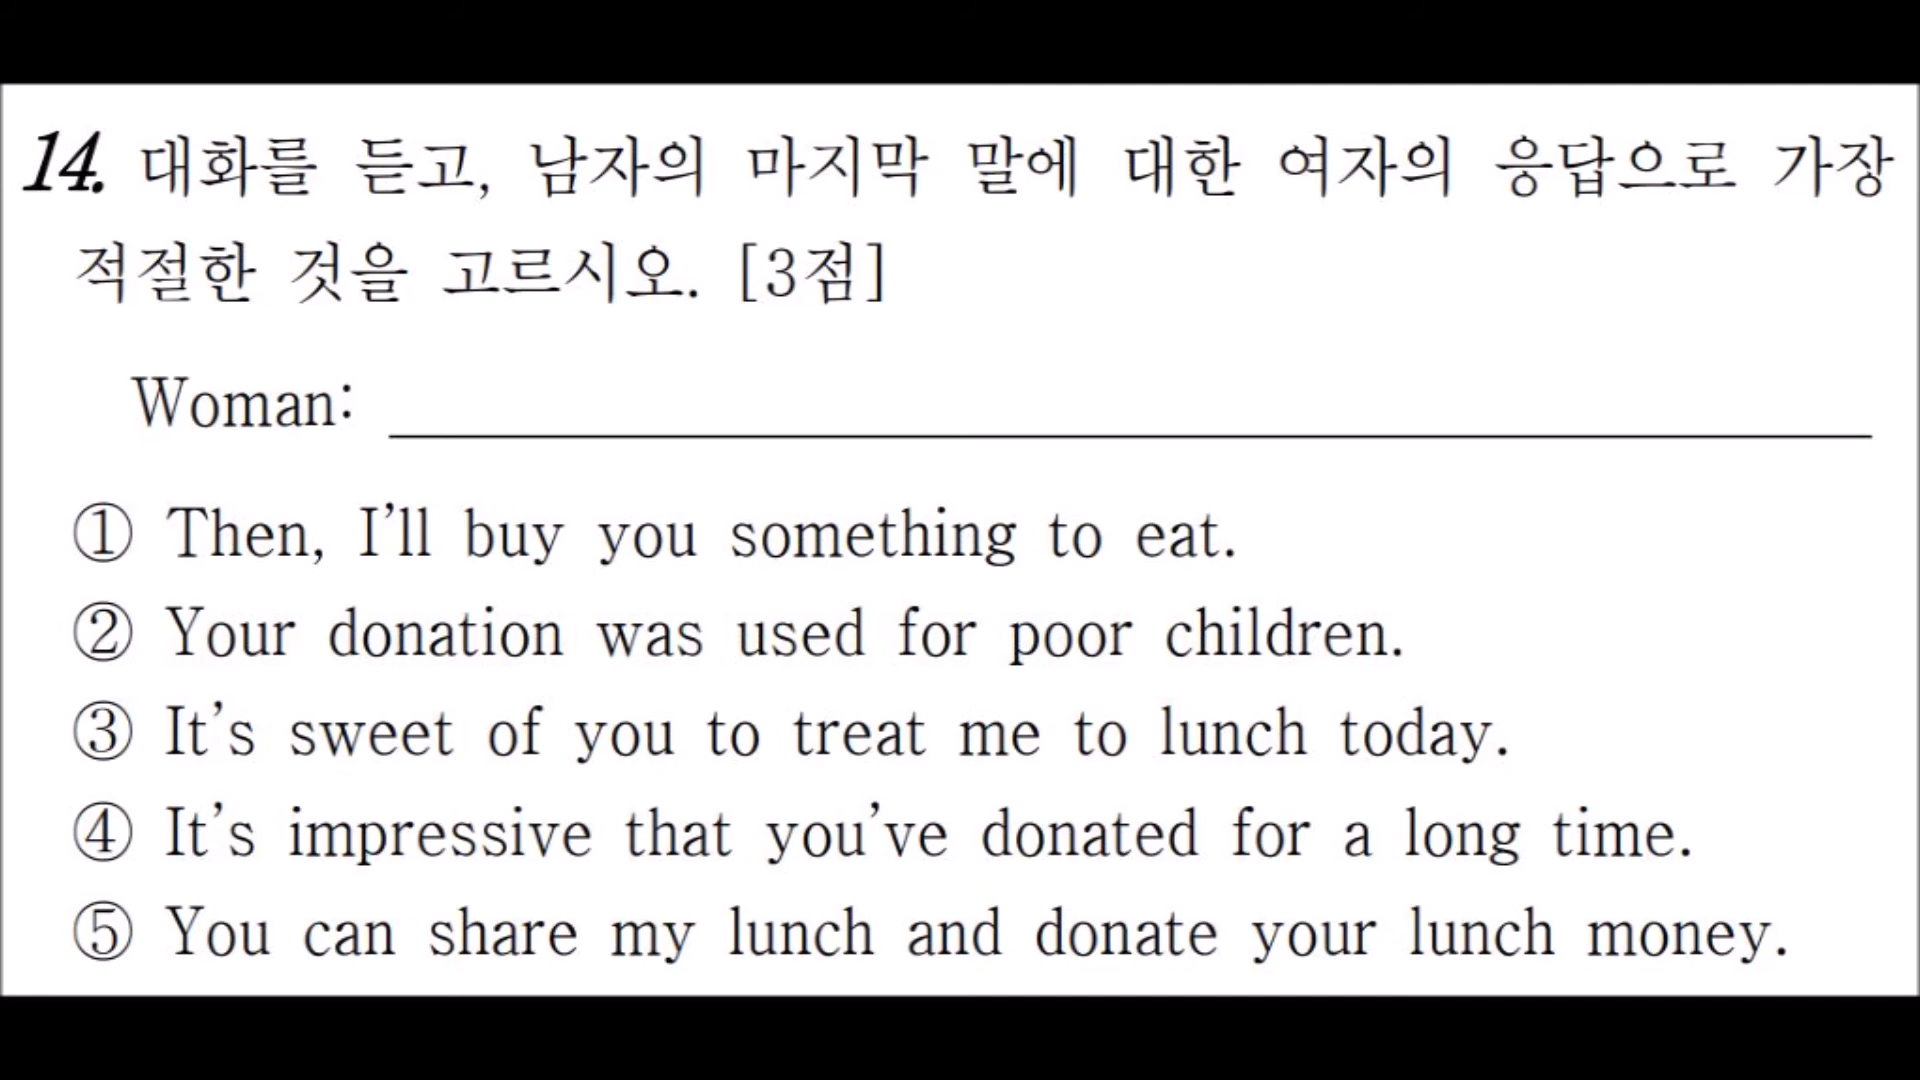 14. 대화를 듣고, 남자의 마지막 말에 대한 여자의 응답으로 가장
적절한 것을 고르시오. [3점]
Woman:
① Then, I’ll buy you something to eat.
② Your donation was used for poor children.
③ It’s sweet of you to treat me to lunch today.
④ It’s impressive that you’ve donated for a long time.
⑤ You can share my lunch and donate your lunch money.